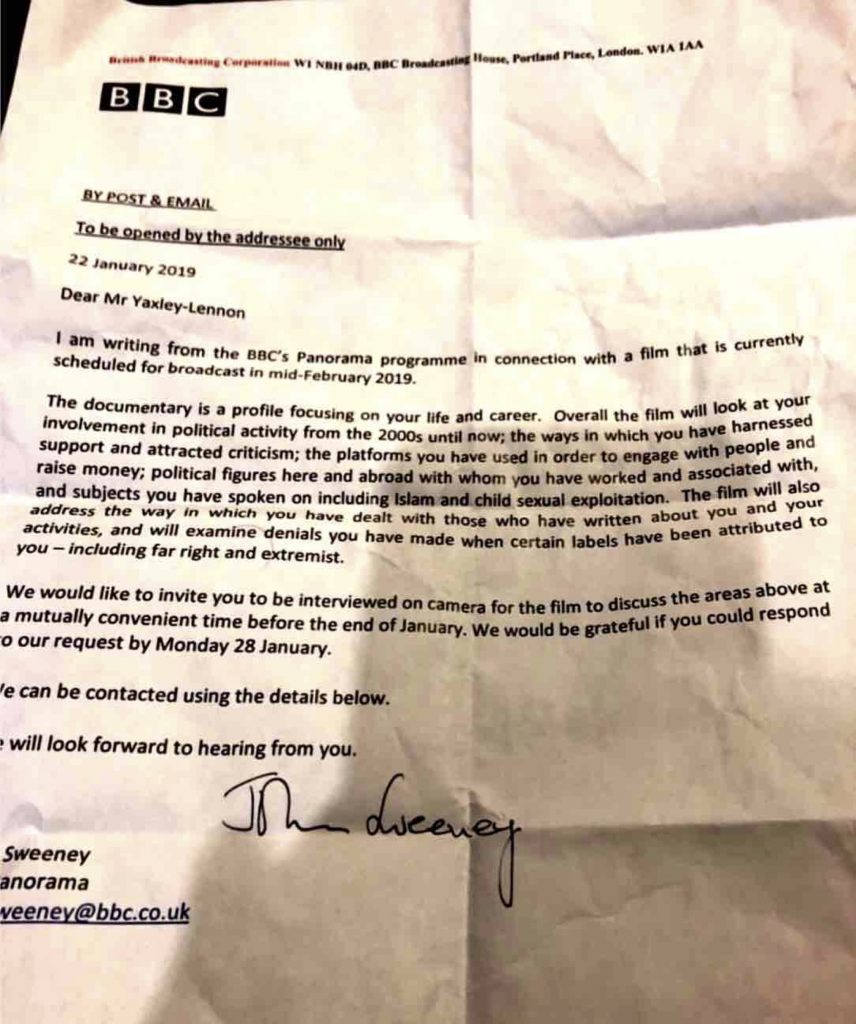 British Broadcasting Corporation W1 NBH 04D, BBC Broadcasting House, Portland Place, London. W1A 1AA
BBC
BY POST & EMAIL
To be opened by the addressee only
22 January 2019
Dear Mr Yaxley-Lennon
I am writing from the BBC's Panorama programme in connection with a film that is currently
scheduled for broadcast in mid-February 2019.
The documentary is a profile focusing on your life and career. Overall the film will look at your
involvement in political activity from the 2000s until now; the ways in which you have harnessed
support and attracted criticism; the platforms you have used in order to engage with people and
raise money; political figures here and abroad with whom you have worked and associated with,
and subjects you have spoken on including Islam and child sexual exploitation. The film will also
address the way in which you have dealt with those who have written about you and your
activities, and will examine denials you have made when certain labels have been attributed to
you – including far right and extremist.
We would like to invite you to be interviewed on camera for the film to discuss the areas above at
a mutually convenient time before the end of January. We would be grateful if you could respond
o our request by Monday 28 January.
e can be contacted using the details below.
e will look forward to hearing from you.
John Sweeney
Sweeney
anorama
weeney@bbc.co.uk